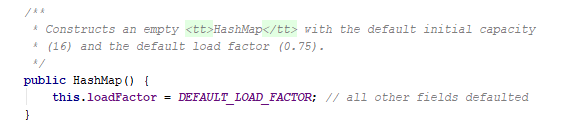 /**
 * Constructs an empty <tt>HashMap</tt> with the default initial capacity
 * (16) and the default load factor (0.75).
 */
public HashMap() {
    this.loadFactor = DEFAULT_LOAD_FACTOR; // all other fields defaulted
}